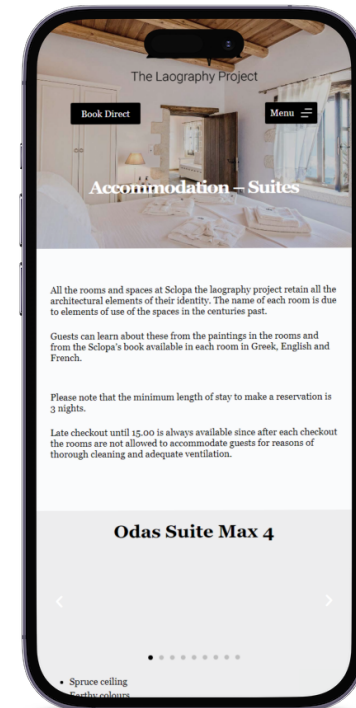 The Laography Project
Book Direct
Menu
Accommodation – Suites
All the rooms and spaces at Sclopa the laography project retain all the
architectural elements of their identity. The name of each room is due
to elements of use of the spaces in the centuries past.
Guests can learn about these from the paintings in the rooms and
from the Sclopa's book available in each room in Greek, English and
French.
Please note that the minimum length of stay to make a reservation is
3 nights.
Late checkout until 15.00 is always available since after each checkout
the rooms are not allowed to accommodate guests for reasons of
thorough cleaning and adequate ventilation.
Odas Suite Max 4
• Spruce ceiling
Earthy colours